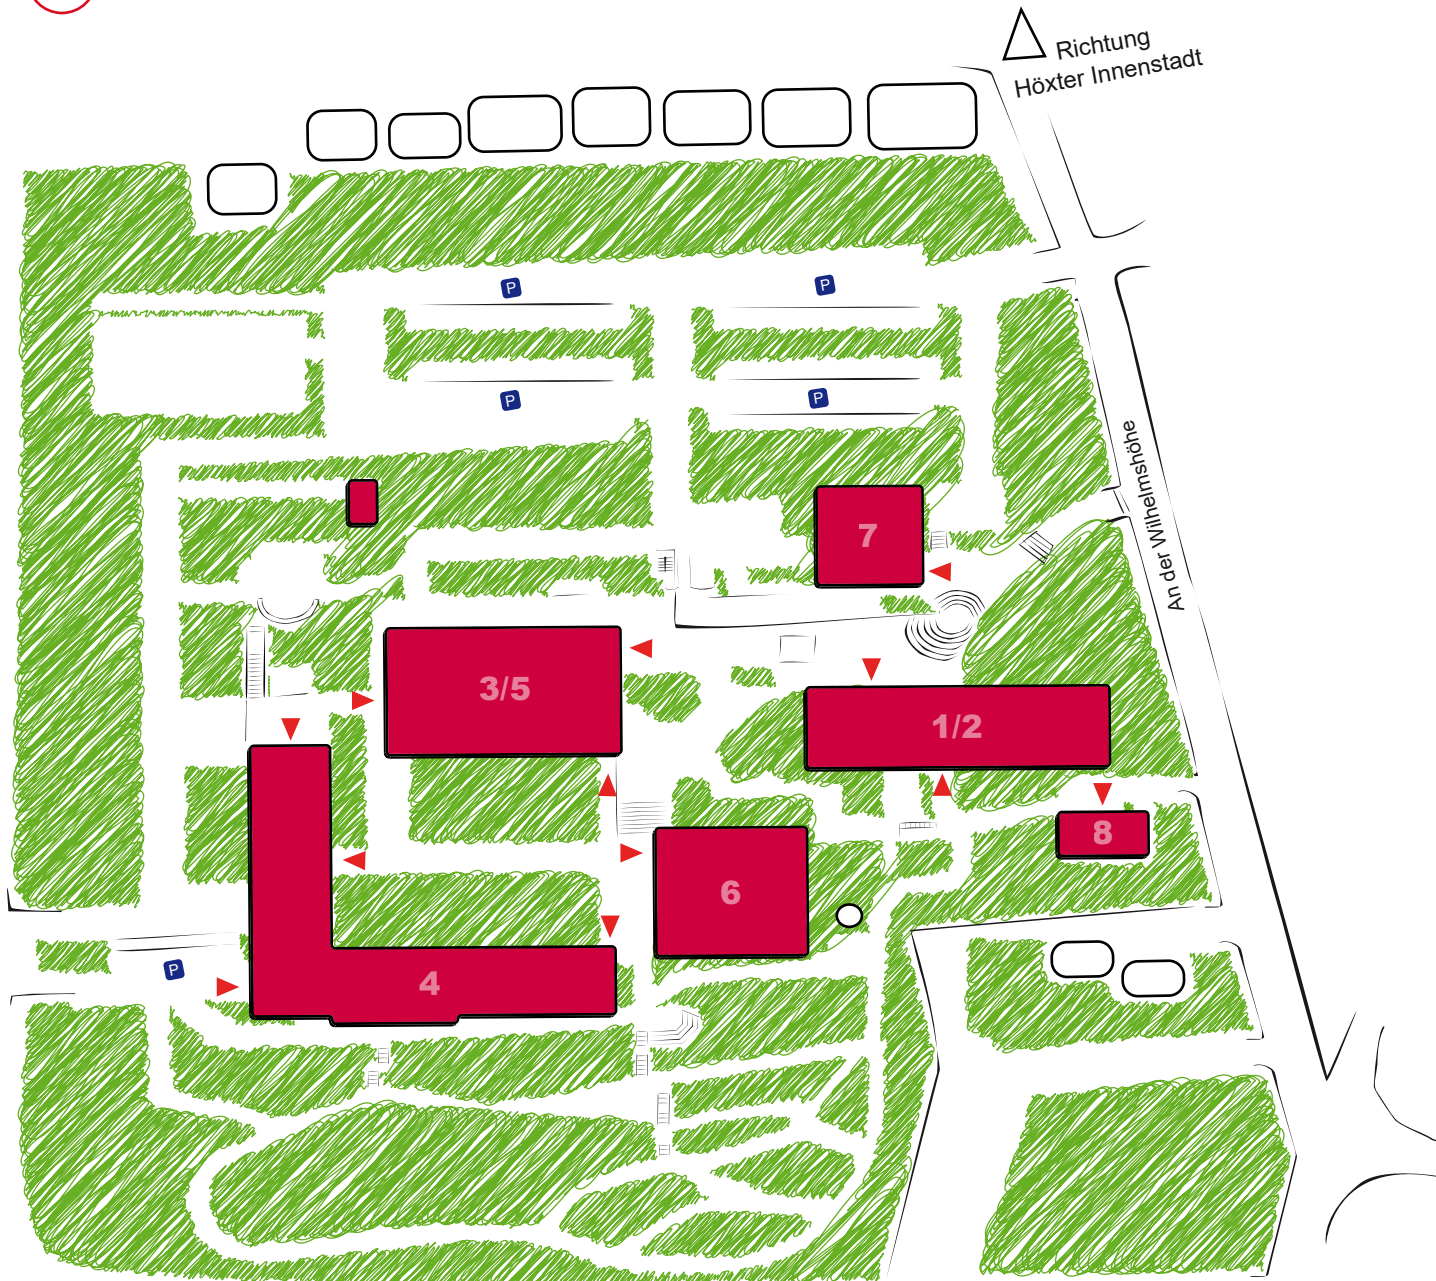 Richtung
Höxter Innenstadt
P
P
P
P
An der Wilhelmshöhe
7
3/5
1/2
8
6
P
4